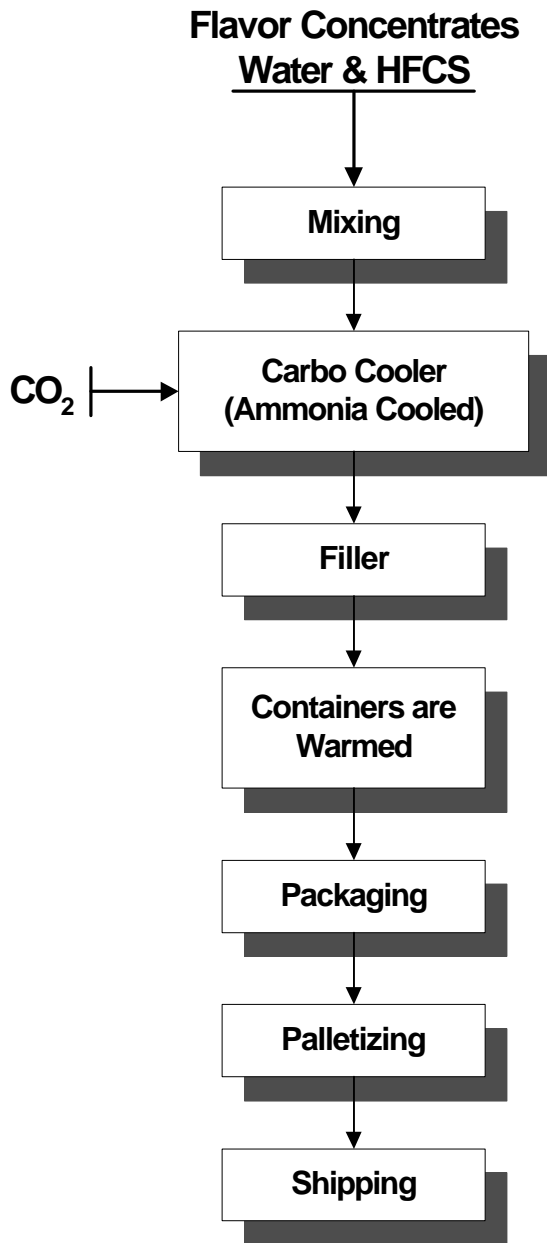 Flavor Concentrates
Water & HFCS
Mixing
CO₂
Carbo Cooler
(Ammonia Cooled)
Filler
Containers are
Warmed
Packaging
Palletizing
Shipping